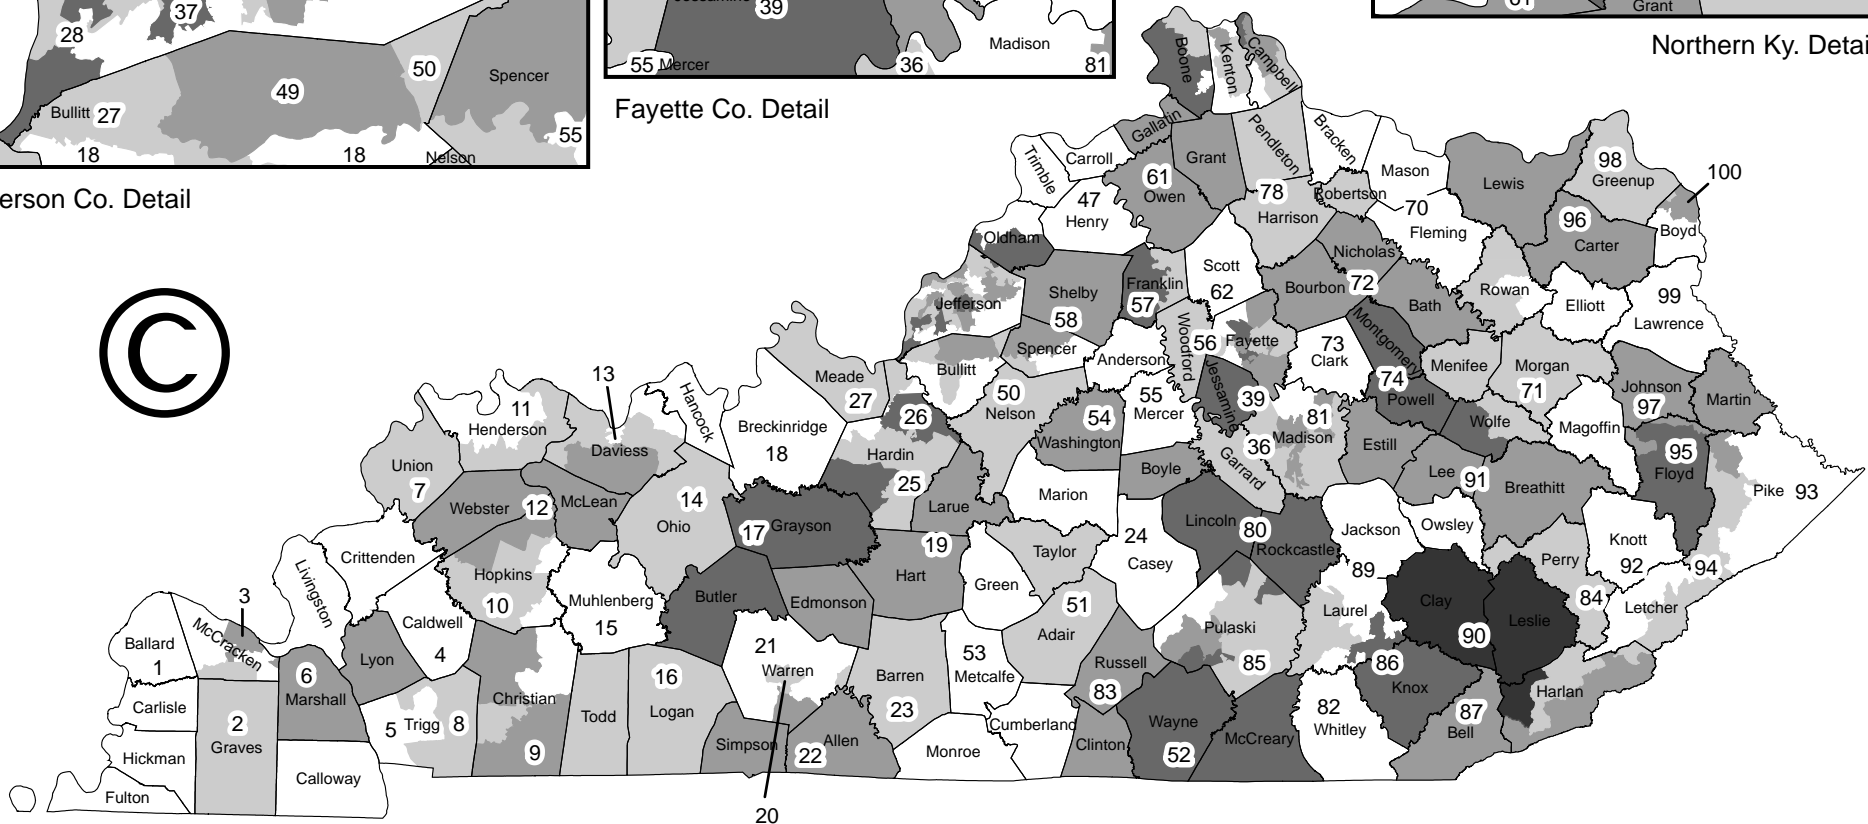 37
28
50
Spencer
49
Bullitt 27
55
18
18
Nelson
erson Co. Detail
39
Madison
55 Mercer
36
81
Fayette Co. Detail
Grant
Northern Ky. Detai
Boone
Kenton
Campbell
Gallatin
Carroll
Trimble
Grant
Pendleton
Bracken
Mason
Lewis
98
Greenup
100
61
Owen
47
Henry
78
Harrison
Robertson
70
Fleming
96
Carter
Boyd
Oldham
Nicholas
Scott
62
Franklin
57
Shelby
58
Jefferson
Bourbon 72
Bath
Rowan
Elliott
99
Lawrence
C
Spencer
Anderson
Woodford
56
Fayette
73
Clark
Montgomery
Menifee
Morgan
71
Johnson
97
Martin
Bullitt
Meade
27
13
11
Henderson
Hancock
Breckinridge
18
26
50
Nelson
54
Washington
55
Mercer
Jessamine
39
81
Madison
74
Powell
Wolfe
Magoffin
95
Floyd
Pike 93
Daviess
Union
7
Hardin
25
36
Garrard
Estill
Lee 91
Breathitt
Webster
12
McLean
14
Ohio
17 Grayson
Larue
Marion
Boyle
Lincoln
80
Rockcastle
Jackson
Owsley
Knott
92
94
Crittenden
Livingston
Hopkins
10
Muhlenberg
15
Butler
Edmonson
19
Hart
Green
Taylor
24
Casey
89
Laurel
Clay
90
Leslie
Perry
84
Letcher
3
Ballard
1
McCracken
Caldwell
4
Lyon
6
Marshall
21
Warren
51
Adair
53
Metcalfe
Pulaski
85
86
Knox
Harlan
Carlisle
2
Graves
5 Trigg 8
Christian
9
Todd
16
Logan
Simpson
20
22
Allen
Barren
23
Monroe
Cumberland
Russell
83
Clinton
Wayne
52
McCreary
82
Whitley
87
Bell
Hickman
Fulton
Calloway